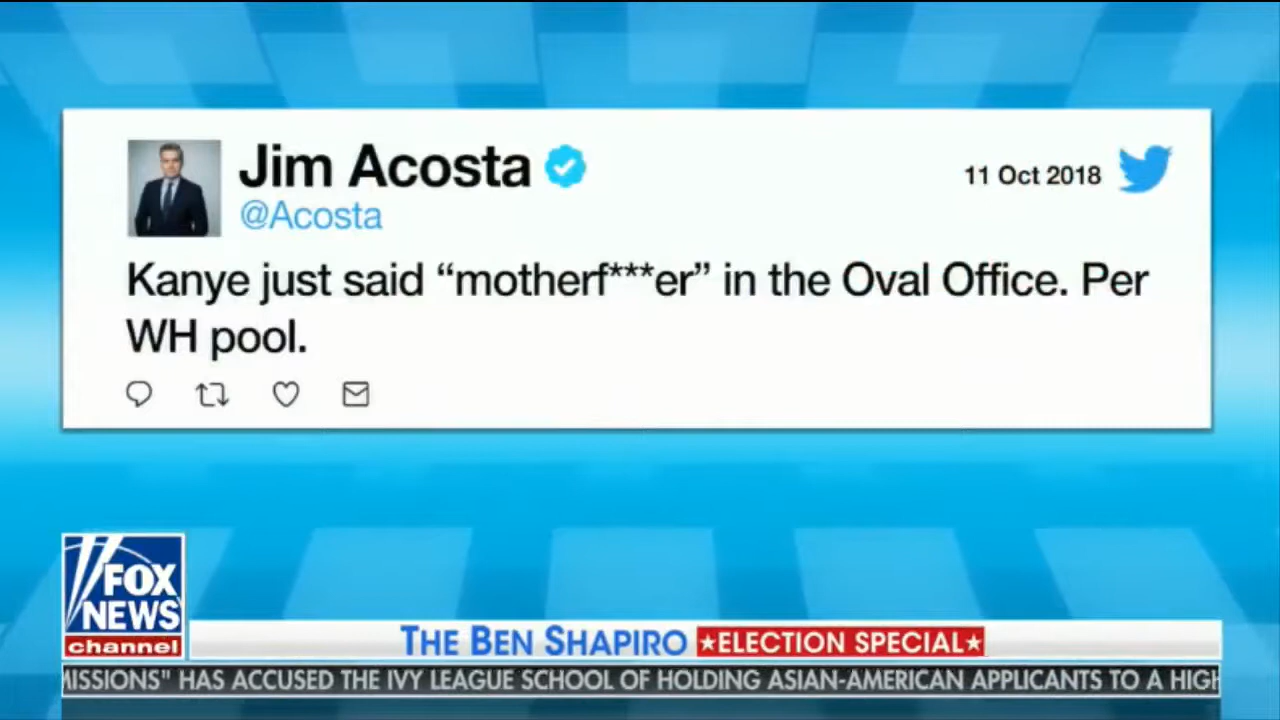 Jim Acosta
11 Oct 2018
@Acosta
Kanye just said “motherf***er” in the Oval Office. Per
WH pool.
FOX
NEWS
channel
THE BEN SHAPIRO ★ELECTION SPECIAL★
MISSIONS" HAS ACCUSED THE IVY LEAGUE SCHOOL OF HOLDING ASIAN-AMERICAN APPLICANTS TO A HIGH